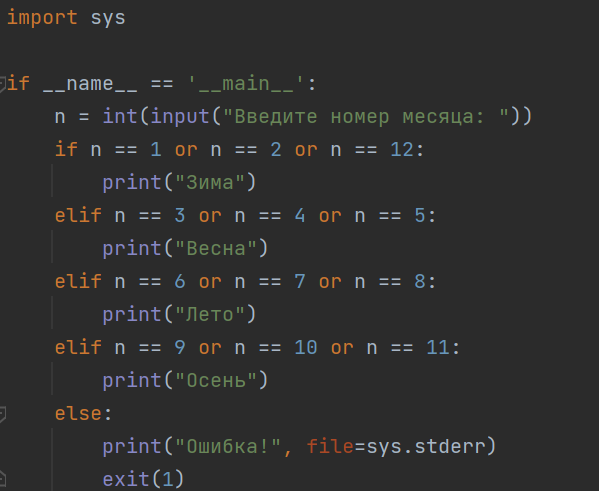 import sys

if __name__ == '__main__':
    n = int(input("Введите номер месяца: "))
    if n == 1 or n == 2 or n == 12:
        print("Зима")
    elif n == 3 or n == 4 or n == 5:
        print("Весна")
    elif n == 6 or n == 7 or n == 8:
        print("Лето")
    elif n == 9 or n == 10 or n == 11:
        print("Осень")
    else:
        print("Ошибка!", file=sys.stderr)
        exit(1)